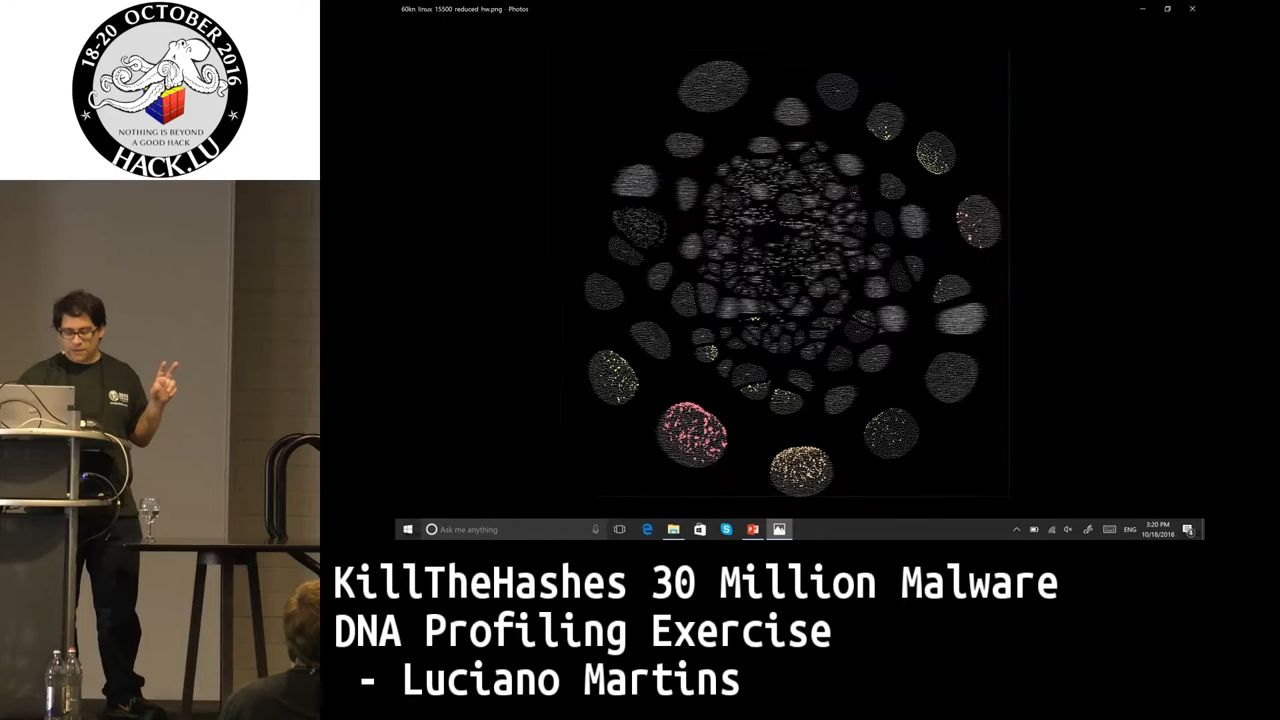 60kn linux 15500 reduced hw.png - Photos
18-20 OCTOBER 2016
NOTHING IS BEYOND
A GOOD HACK
HACK.LU
Ask me anything
ENG
3:20 PM
10/18/2016
KillTheHashes 30 Million Malware
DNA Profiling Exercise
- Luciano Martins